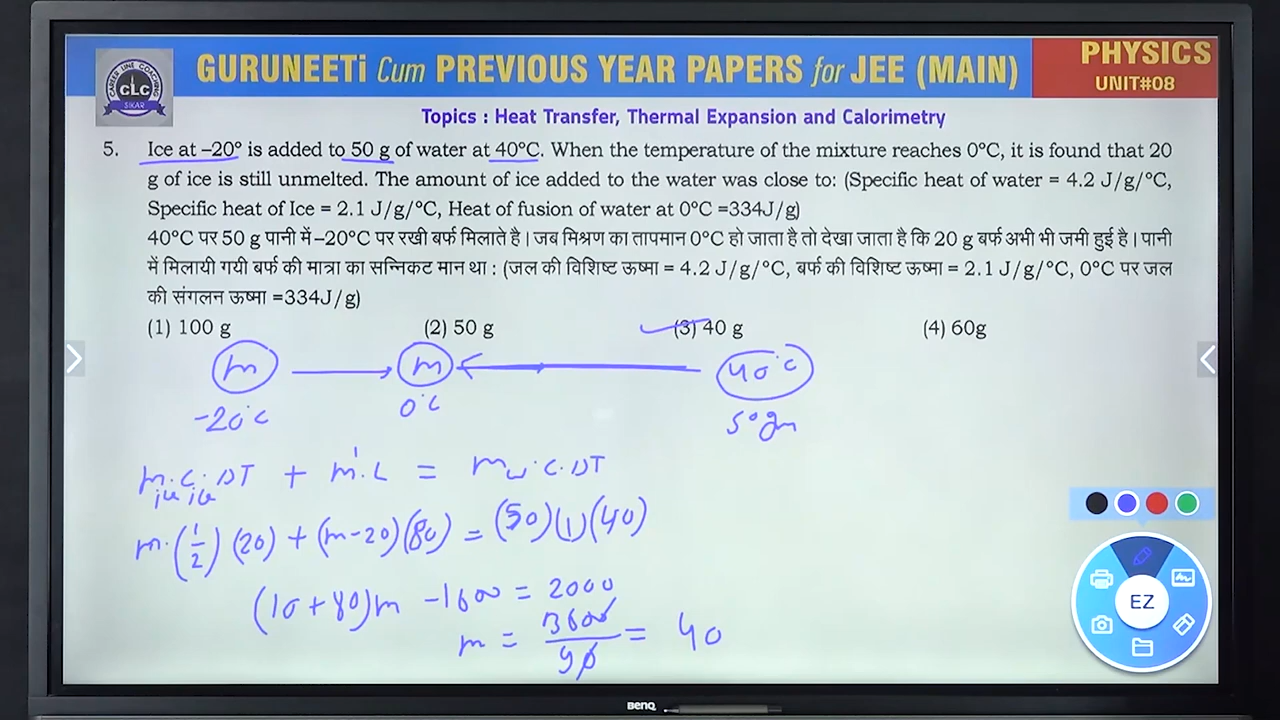 GURUNEETi Cum PREVIOUS YEAR PAPERS for JEE (MAIN)
PHYSICS
UNIT#08
CAREER LINE COACHING
CLC
SIKAR
Topics : Heat Transfer, Thermal Expansion and Calorimetry
5. Ice at –20° is added to 50 g of water at 40°C. When the temperature of the mixture reaches 0°C, it is found that 20
g of ice is still unmelted. The amount of ice added to the water was close to: (Specific heat of water = 4.2 J/g/°C,
Specific heat of Ice = 2.1 J/g/°C, Heat of fusion of water at 0°C =334J/g)
40°C पर 50 g पानी में –20°C पर रखी बर्फ मिलाते है। जब मिश्रण का तापमान 0°C हो जाता है तो देखा जाता है कि 20 g बर्फ अभी भी जमी हुई है। पानी
में मिलायी गयी बर्फ की मात्रा का सन्निकट मान था : (जल की विशिष्ट ऊष्मा = 4.2 J/g/°C, बर्फ की विशिष्ट ऊष्मा = 2.1 J/g/°C, 0°C पर जल
की संगलन ऊष्मा =334J/g)
(1) 100 g (2) 50 g (3) 40 g (4) 60g
m m 40°C
-20°C 0°C 50gm
m.C.ΔT + m'.L = mw.C.ΔT
ice ice
m.(1/2)(20) + (m-20)(80) = (50)(1)(40)
(10+80)m -1600 = 2000
m = 3600/90 = 40
EZ
BenQ